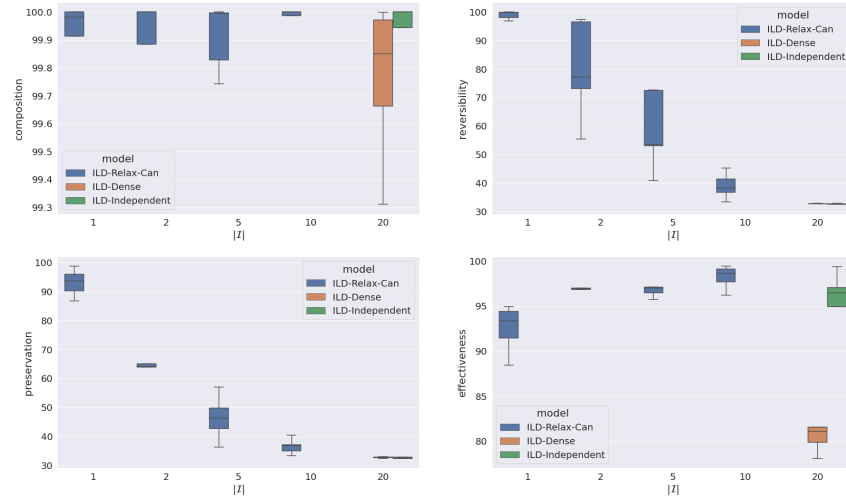 composition
100.0
99.9
99.8
99.7
99.6
99.5
99.4
99.3
model
ILD-Relax-Can
ILD-Dense
ILD-Independent
1 2 5 10 20
|I|
reversibility
100
90
80
70
60
50
40
30
model
ILD-Relax-Can
ILD-Dense
ILD-Independent
1 2 5 10 20
|I|
preservation
100
90
80
70
60
50
40
30
model
ILD-Relax-Can
ILD-Dense
ILD-Independent
1 2 5 10 20
|I|
effectiveness
100
95
90
85
80
model
ILD-Relax-Can
ILD-Dense
ILD-Independent
1 2 5 10 20
|I|